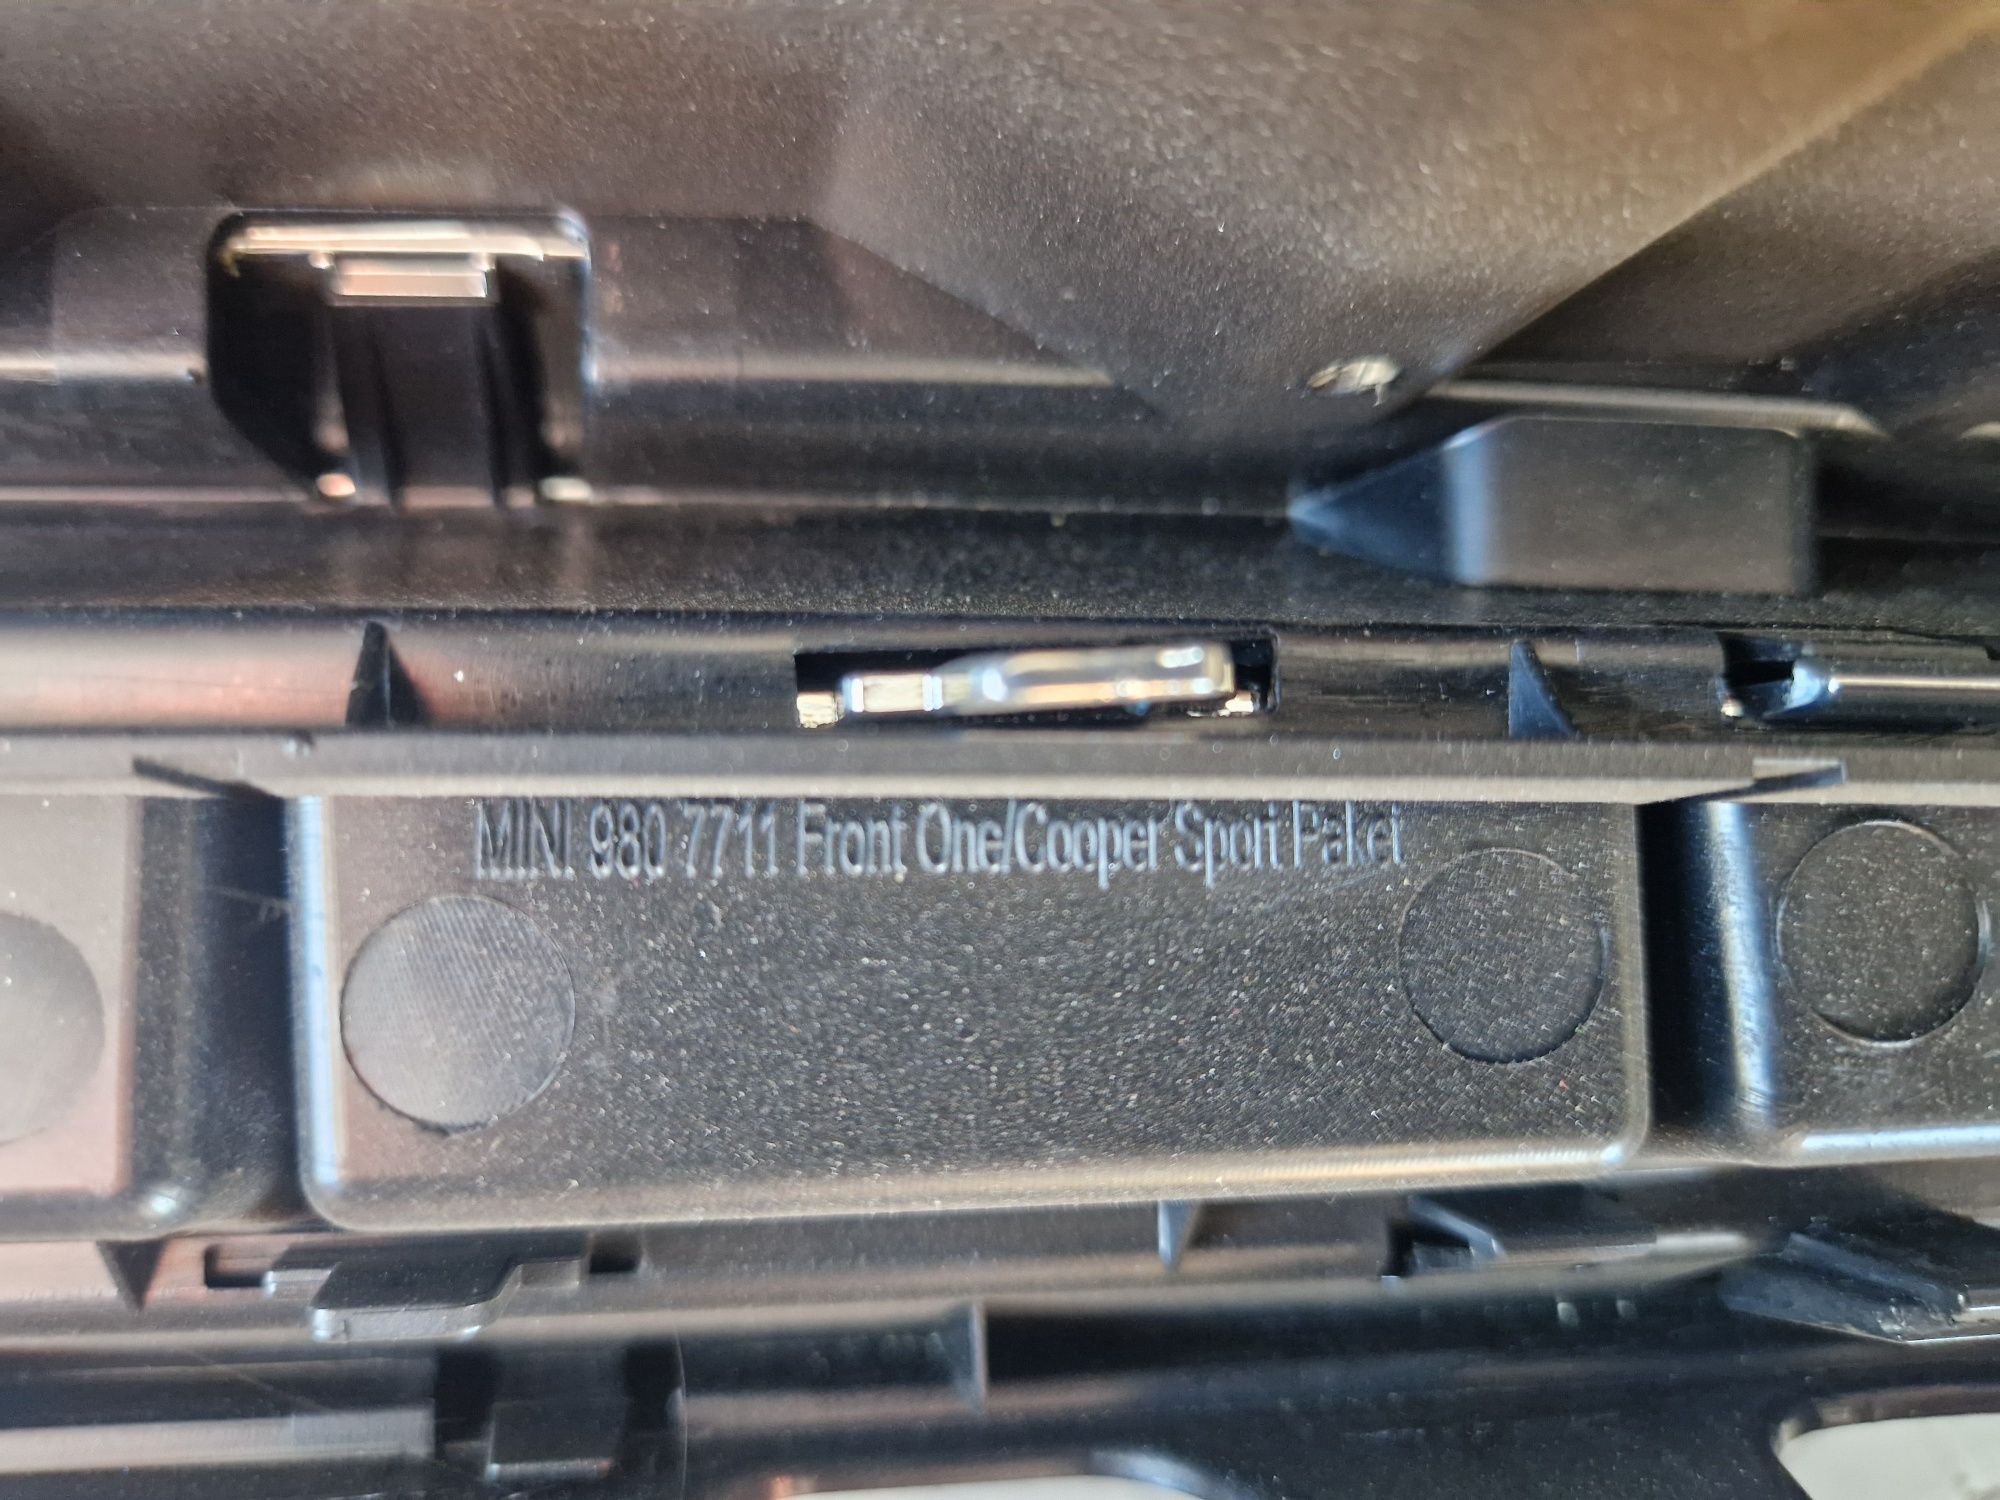 MINI 980 7711 Front One/Cooper Sport Paket